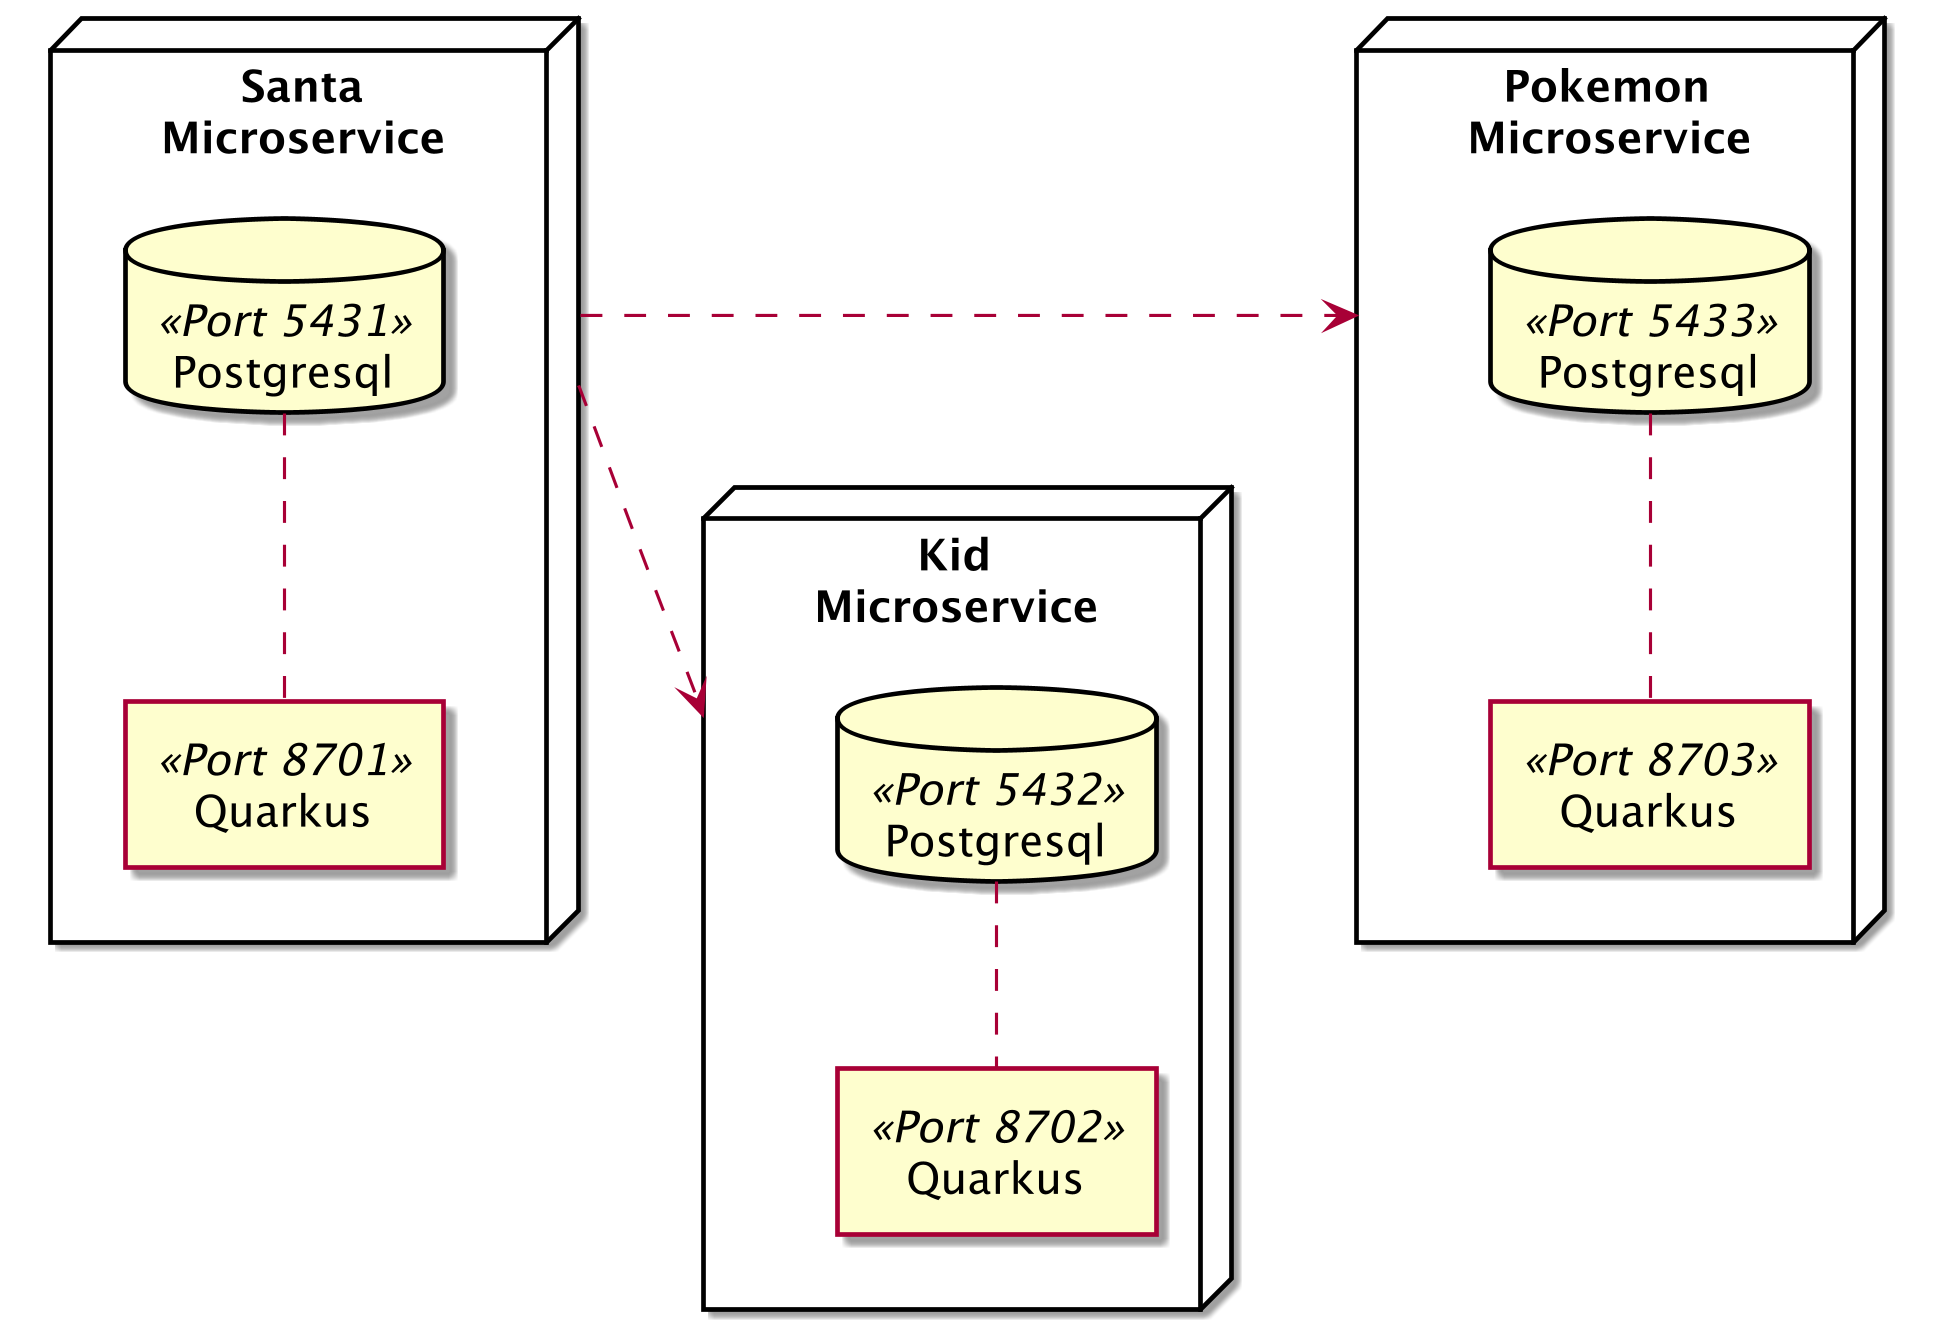 Santa
Microservice
«Port 5431»
Postgresql
«Port 8701»
Quarkus
Kid
Microservice
«Port 5432»
Postgresql
«Port 8702»
Quarkus
Pokemon
Microservice
«Port 5433»
Postgresql
«Port 8703»
Quarkus